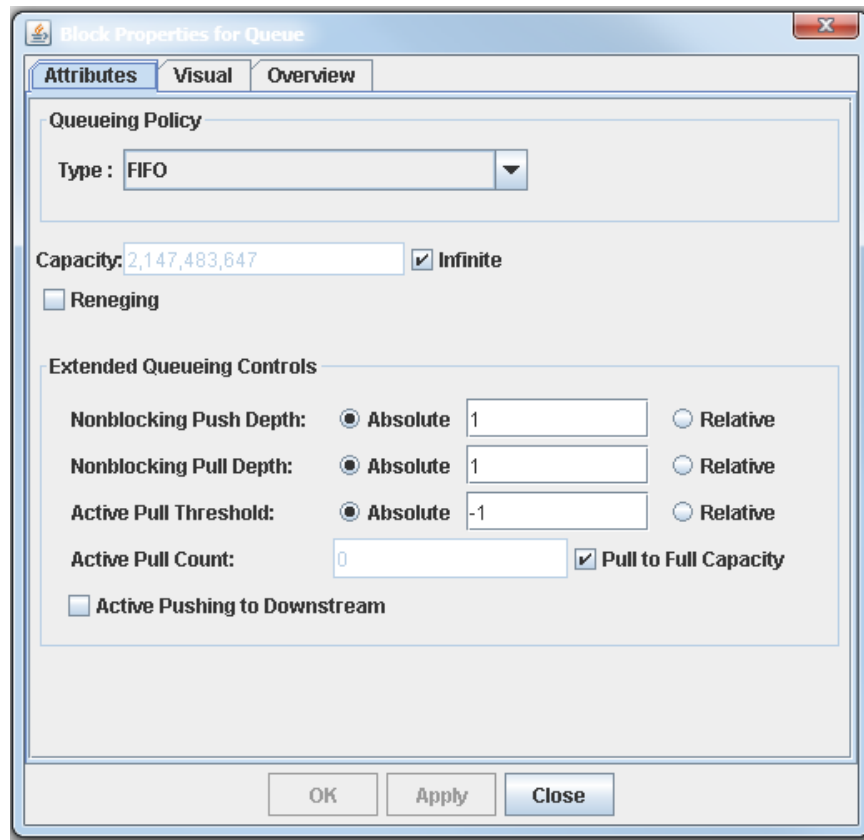 Block Properties for Queue
Attributes Visual Overview
Queueing Policy
Type : FIFO
Capacity: 2,147,483,647 Infinite
Reneging
Extended Queueing Controls
Nonblocking Push Depth: Absolute 1 Relative
Nonblocking Pull Depth: Absolute 1 Relative
Active Pull Threshold: Absolute -1 Relative
Active Pull Count: 0 Pull to Full Capacity
Active Pushing to Downstream
OK Apply Close